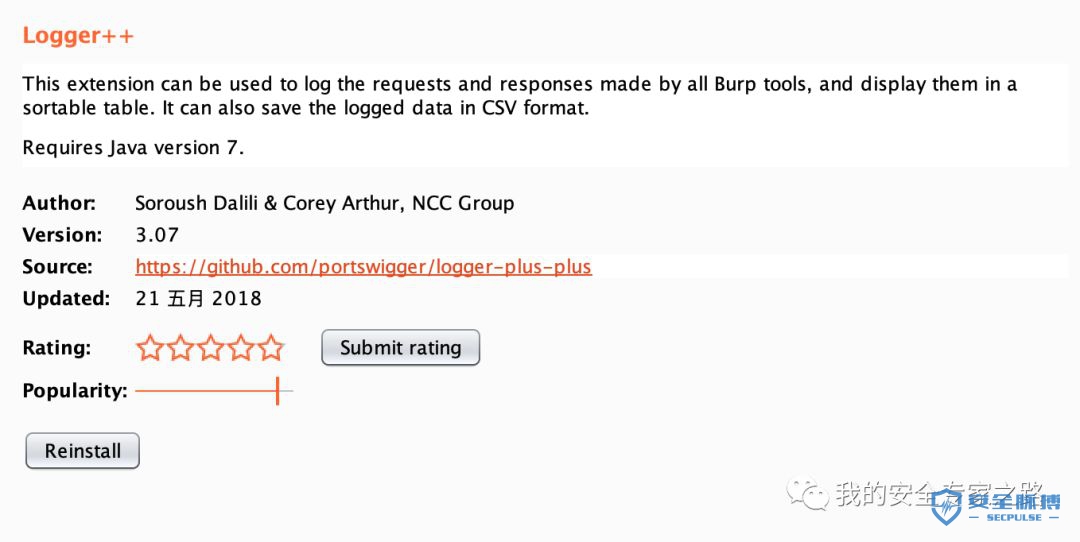 Logger++
This extension can be used to log the requests and responses made by all Burp tools, and display them in a
sortable table. It can also save the logged data in CSV format.
Requires Java version 7.
Author: Soroush Dalili & Corey Arthur, NCC Group
Version: 3.07
Source: https://github.com/portswigger/logger-plus-plus
Updated: 21 五月 2018
Rating: Submit rating
Popularity:
Reinstall
我的安全专家之路
安全脉搏
SECPULSE